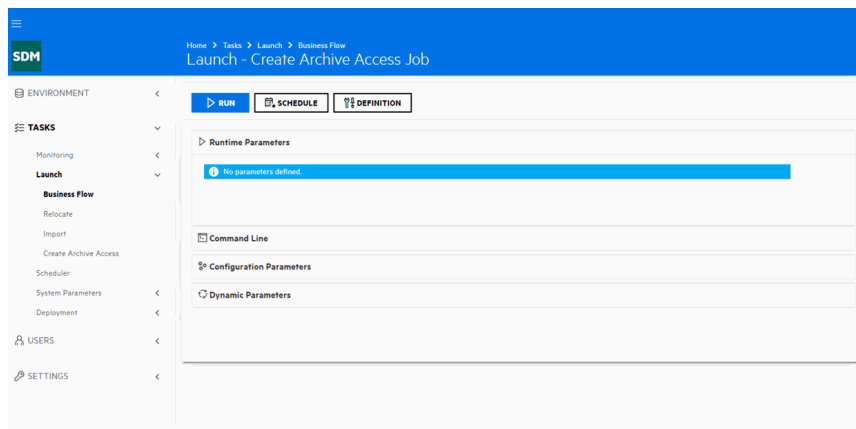 SDM
Home > Tasks > Launch > Business Flow
Launch - Create Archive Access Job
ENVIRONMENT
TASKS
Monitoring
Launch
Business Flow
Relocate
Import
Create Archive Access
Scheduler
System Parameters
Deployment
USERS
SETTINGS
RUN SCHEDULE DEFINITION
Runtime Parameters
No parameters defined.
Command Line
Configuration Parameters
Dynamic Parameters